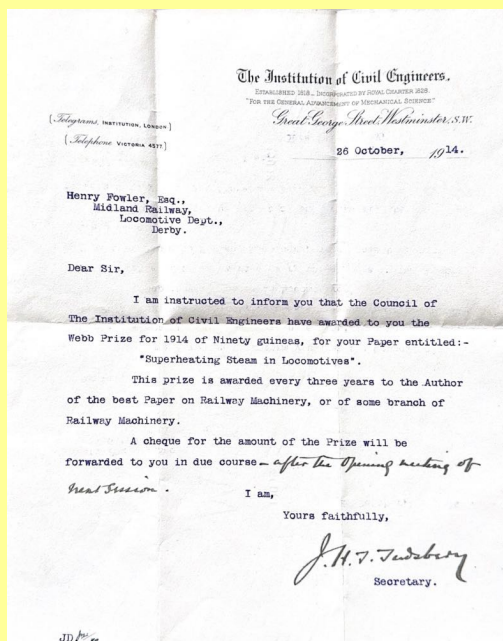 The Institution of Civil Engineers.
ESTABLISHED 1818. INCORPORATED BY ROYAL CHARTER 1828.
"FOR THE GENERAL ADVANCEMENT OF MECHANICAL SCIENCE"
Great George Street, Westminster, S.W.
(Telegrams, INSTITUTION, LONDON)
(Telephone VICTORIA 4577)
26 October, 1914.
Henry Fowler, Esq.,
Midland Railway,
Locomotive Dept.,
Derby.
Dear Sir,
I am instructed to inform you that the Council of
The Institution of Civil Engineers have awarded to you the
Webb Prize for 1914 of Ninety guineas, for your Paper entitled:-
"Superheating Steam in Locomotives".
This prize is awarded every three years to the Author
of the best Paper on Railway Machinery, or of some branch of
Railway Machinery.
A cheque for the amount of the Prize will be
forwarded to you in due course – after the Opening meeting of
next Session.
I am,
Yours faithfully,
J. H. T. Tudsbery
Secretary.
JD